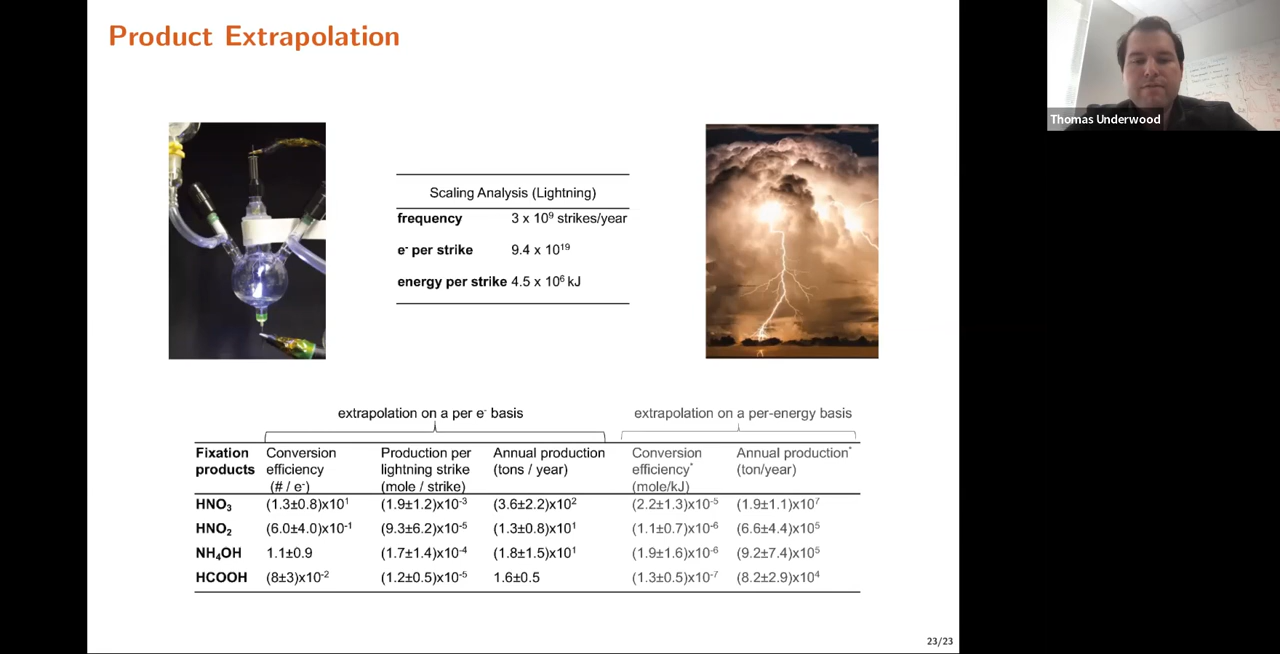 Product Extrapolation
Thomas Underwood
Scaling Analysis (Lightning)
frequency 3 x 10⁹ strikes/year
e⁻ per strike 9.4 x 10¹⁹
energy per strike 4.5 x 10⁶ kJ
extrapolation on a per e⁻ basis extrapolation on a per-energy basis
Fixation Conversion Production per Annual production Conversion Annual production*
products efficiency lightning strike (tons / year) efficiency* (ton/year)
(# / e⁻) (mole / strike) (mole/kJ)
HNO₃ (1.3±0.8)x10¹ (1.9±1.2)x10⁻³ (3.6±2.2)x10² (2.2±1.3)x10⁻⁵ (1.9±1.1)x10⁷
HNO₂ (6.0±4.0)x10⁻¹ (9.3±6.2)x10⁻⁵ (1.3±0.8)x10¹ (1.1±0.7)x10⁻⁶ (6.6±4.4)x10⁵
NH₄OH 1.1±0.9 (1.7±1.4)x10⁻⁴ (1.8±1.5)x10¹ (1.9±1.6)x10⁻⁶ (9.2±7.4)x10⁵
HCOOH (8±3)x10⁻² (1.2±0.5)x10⁻⁵ 1.6±0.5 (1.3±0.5)x10⁻⁷ (8.2±2.9)x10⁴
23/23